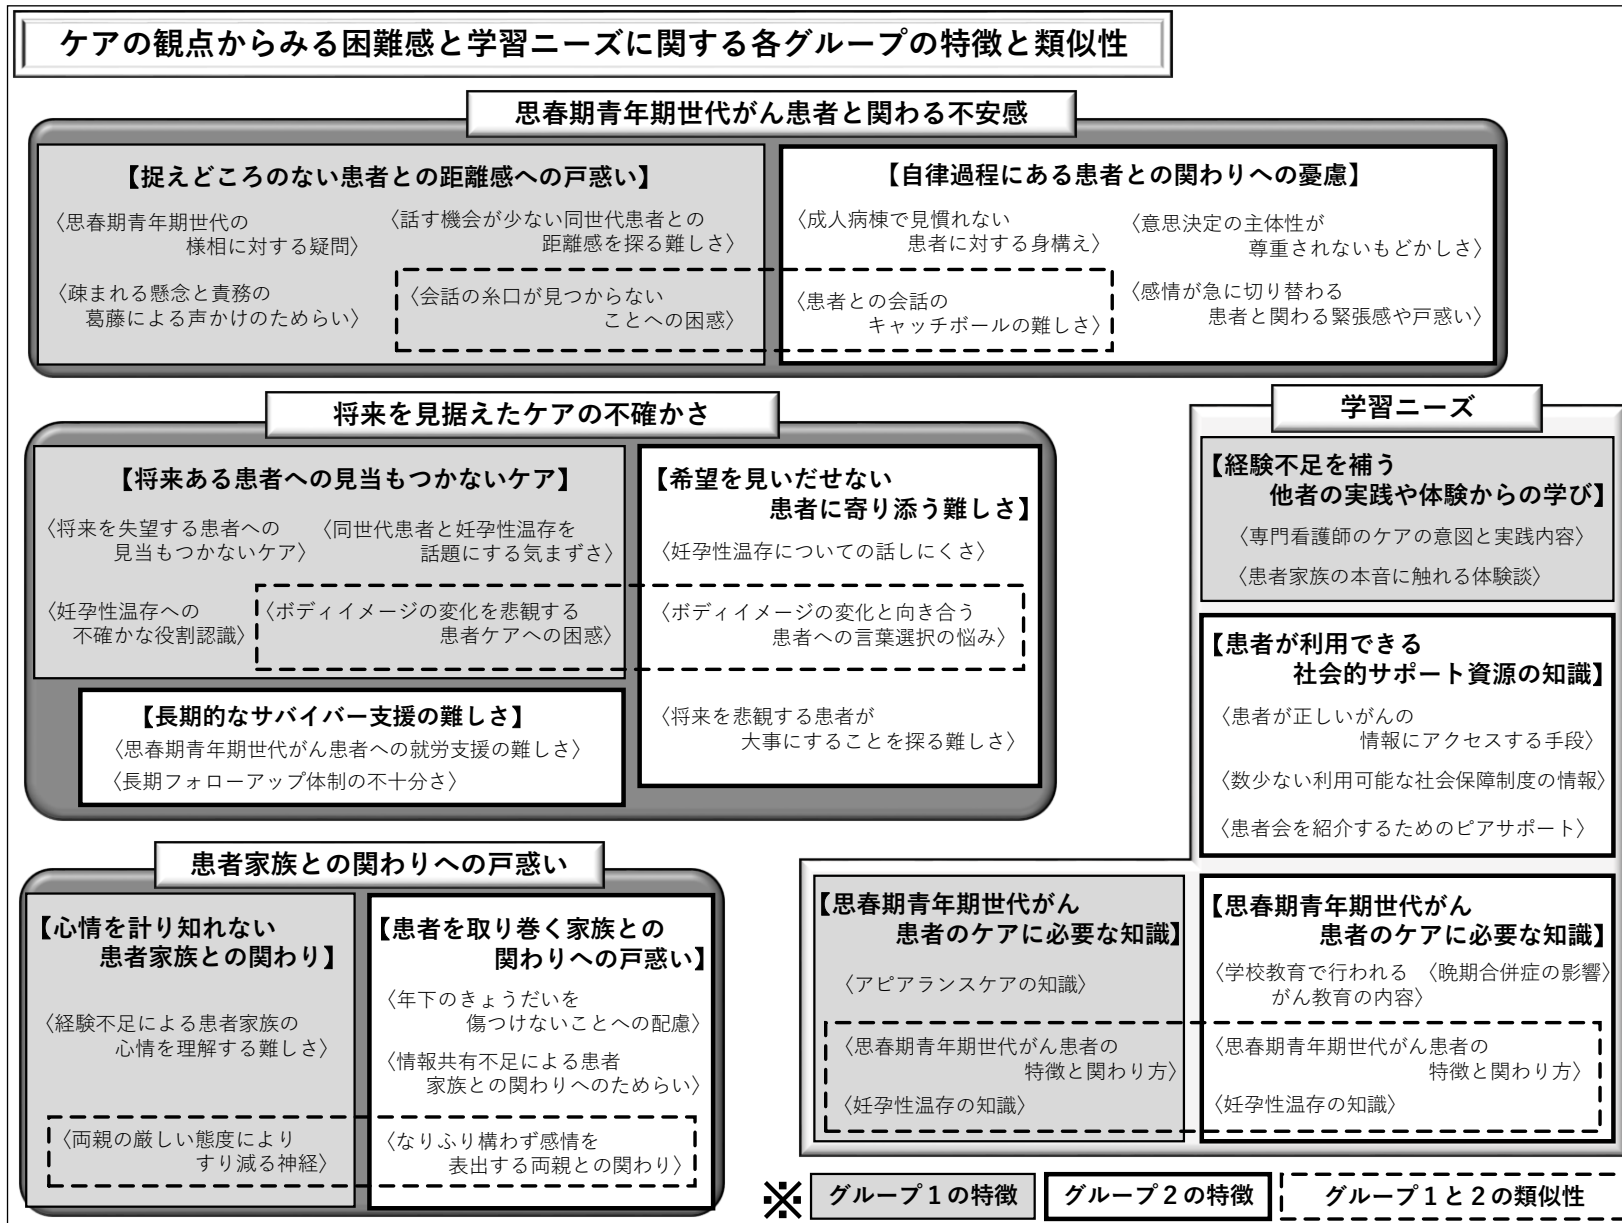 ケアの観点からみる困難感と学習ニーズに関する各グループの特徴と類似性
思春期青年期世代がん患者と関わる不安感
【捉えどころのない患者との距離感への戸惑い】
〈思春期青年期世代の
様相に対する疑問〉
〈話す機会が少ない同世代患者との
距離感を探る難しさ〉
〈疎まれる懸念と責務の
葛藤による声かけのためらい〉
〈会話の糸口が見つからない
ことへの困惑〉
【自律過程にある患者との関わりへの憂慮】
〈成人病棟で見慣れない
患者に対する身構え〉
〈意思決定の主体性が
尊重されないもどかしさ〉
〈患者との会話の
キャッチボールの難しさ〉
〈感情が急に切り替わる
患者と関わる緊張感や戸惑い〉
将来を見据えたケアの不確かさ
【将来ある患者への見当もつかないケア】
〈将来を失望する患者への
見当もつかないケア〉
〈同世代患者と妊孕性温存を
話題にする気まずさ〉
〈妊孕性温存への
不確かな役割認識〉
〈ボディイメージの変化を悲観する
患者ケアへの困惑〉
【希望を見いだせない
患者に寄り添う難しさ】
〈妊孕性温存についての話しにくさ〉
〈ボディイメージの変化と向き合う
患者への言葉選択の悩み〉
〈将来を悲観する患者が
大事にすることを探る難しさ〉
【長期的なサバイバー支援の難しさ】
〈思春期青年期世代がん患者への就労支援の難しさ〉
〈長期フォローアップ体制の不十分さ〉
患者家族との関わりへの戸惑い
【心情を計り知れない
患者家族との関わり】
〈経験不足による患者家族の
心情を理解する難しさ〉
〈両親の厳しい態度により
すり減る神経〉
【患者を取り巻く家族との
関わりへの戸惑い】
〈年下のきょうだいを
傷つけないことへの配慮〉
〈情報共有不足による患者
家族との関わりへのためらい〉
〈なりふり構わず感情を
表出する両親との関わり〉
学習ニーズ
【経験不足を補う
他者の実践や体験からの学び】
〈専門看護師のケアの意図と実践内容〉
〈患者家族の本音に触れる体験談〉
【患者が利用できる
社会的サポート資源の知識】
〈患者が正しいがんの
情報にアクセスする手段〉
〈数少ない利用可能な社会保障制度の情報〉
〈患者会を紹介するためのピアサポート〉
【思春期青年期世代がん
患者のケアに必要な知識】
〈アピアランスケアの知識〉
〈思春期青年期世代がん患者の
特徴と関わり方〉
〈妊孕性温存の知識〉
【思春期青年期世代がん
患者のケアに必要な知識】
〈学校教育で行われる
がん教育の内容〉
〈晩期合併症の影響〉
〈思春期青年期世代がん患者の
特徴と関わり方〉
〈妊孕性温存の知識〉
※ グループ1の特徴 グループ2の特徴 グループ1と2の類似性